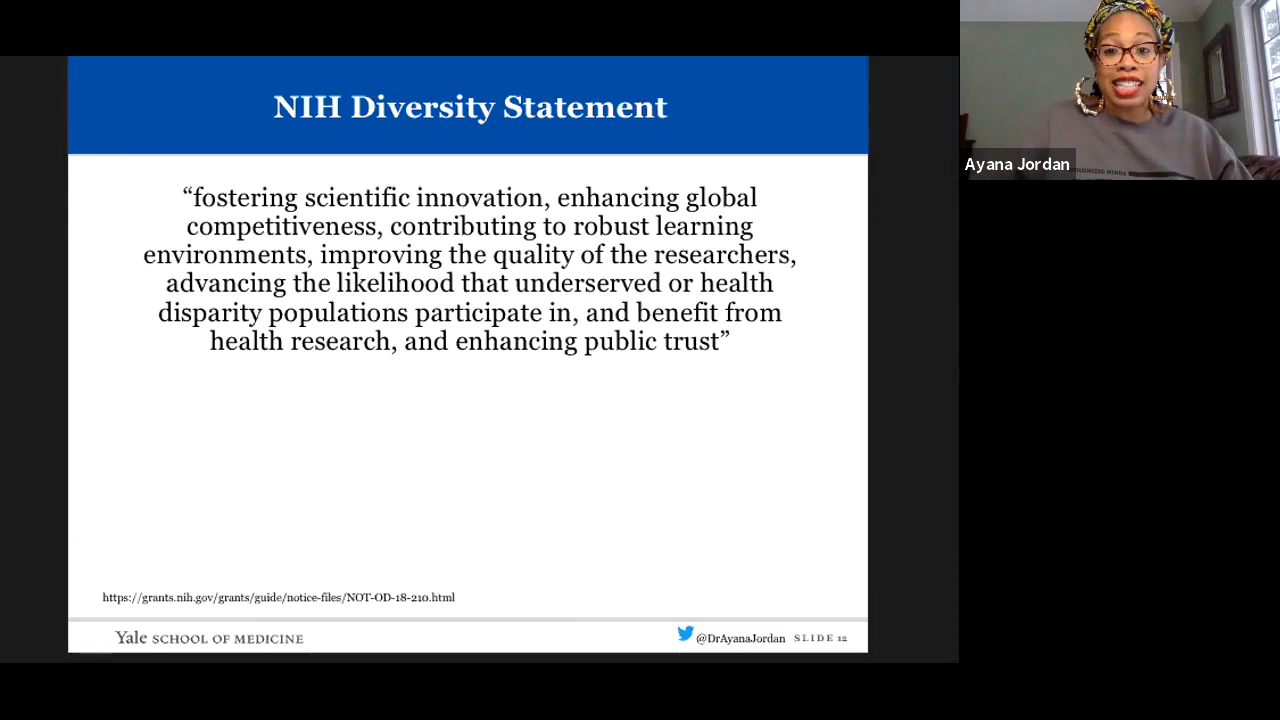 NIH Diversity Statement
“fostering scientific innovation, enhancing global
competitiveness, contributing to robust learning
environments, improving the quality of the researchers,
advancing the likelihood that underserved or health
disparity populations participate in, and benefit from
health research, and enhancing public trust”
https://grants.nih.gov/grants/guide/notice-files/NOT-OD-18-210.html
Yale SCHOOL OF MEDICINE
@DrAyanaJordan SLIDE 12
Ayana Jordan
MINDS